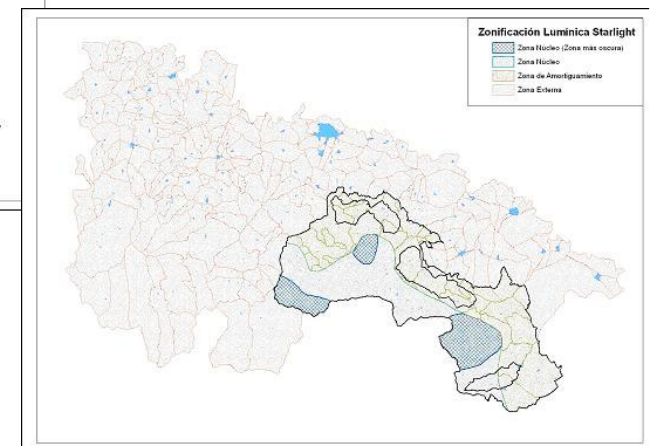 Zonificación Lumínica Starlight
Zona Núcleo (Zona más oscura)
Zona Núcleo
Zona de Amortiguamiento
Zona Externa